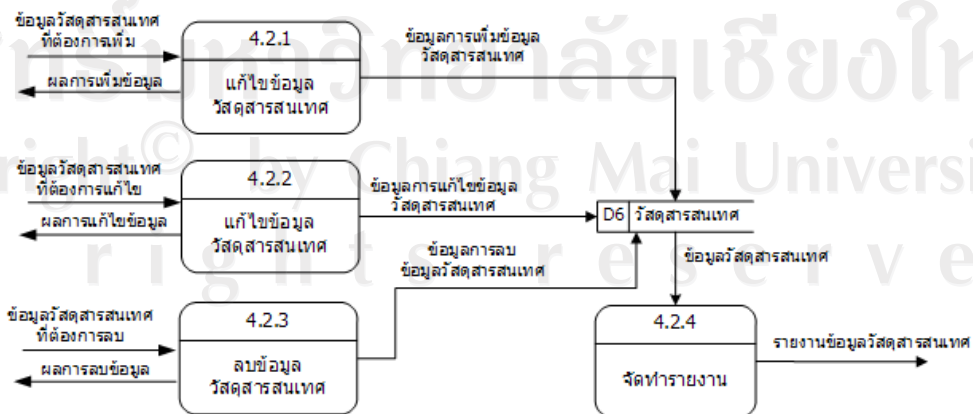 ข้อมูลวัสดุสารสนเทศ
ที่ต้องการเพิ่ม
ผลการเพิ่มข้อมูล
4.2.1
แก้ไขข้อมูล
วัสดุสารสนเทศ
ข้อมูลการเพิ่มข้อมูล
วัสดุสารสนเทศ
ข้อมูลวัสดุสารสนเทศ
ที่ต้องการแก้ไข
ผลการแก้ไขข้อมูล
4.2.2
แก้ไขข้อมูล
วัสดุสารสนเทศ
ข้อมูลการแก้ไขข้อมูล
วัสดุสารสนเทศ
D6 วัสดุสารสนเทศ
ข้อมูลการลบ
ข้อมูลวัสดุสารสนเทศ
ข้อมูลวัสดุสารสนเทศ
ข้อมูลวัสดุสารสนเทศ
ที่ต้องการลบ
ผลการลบข้อมูล
4.2.3
ลบข้อมูล
วัสดุสารสนเทศ
4.2.4
จัดทำรายงาน
รายงานข้อมูลวัสดุสารสนเทศ
right© by Chiang Mai Universi
rights reserve